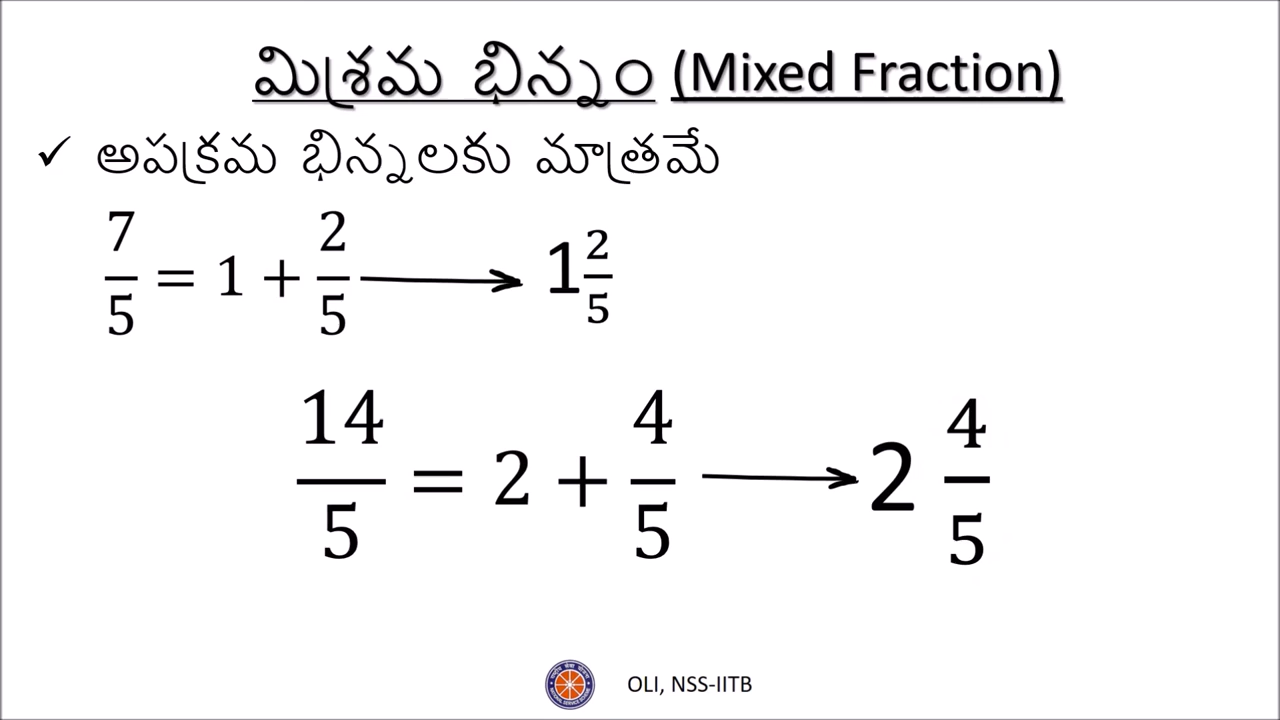 మిశ్రమ భిన్నం (Mixed Fraction)
✓ అపక్రమ భిన్నలకు మాత్రమే
7/5 = 1 + 2/5 ⟶ 1 2/5
14/5 = 2 + 4/5 ⟶ 2 4/5
OLI, NSS-IITB